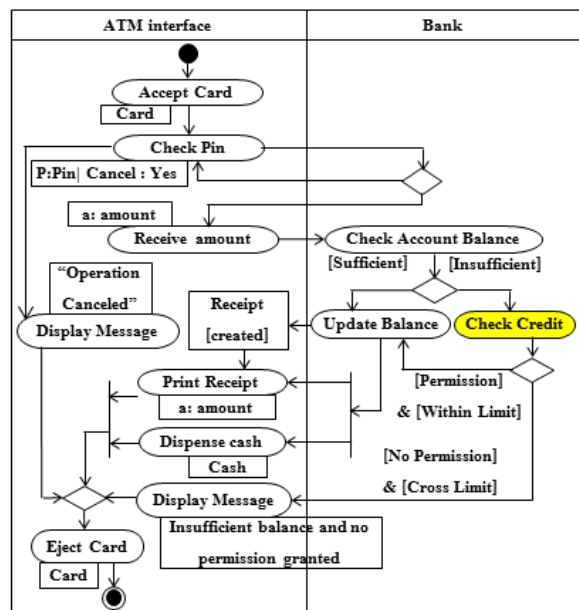 ATM interface
Bank
Accept Card
Card
Check Pin
P:Pin| Cancel : Yes
a: amount
Receive amount
Check Account Balance
[Sufficient]
[Insufficient]
“Operation
Canceled”
Display Message
Receipt
[created]
Update Balance
Check Credit
Print Receipt
a: amount
[Permission]
& [Within Limit]
Dispense cash
Cash
[No Permission]
& [Cross Limit]
Display Message
Insufficient balance and no
permission granted
Eject Card
Card